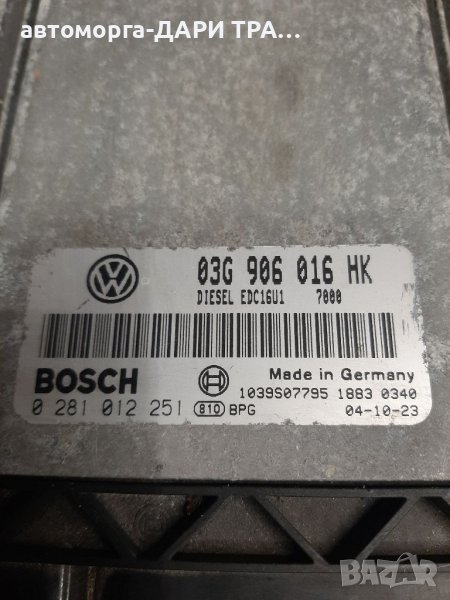 автоморга-ДАРИ ТРА...
03G 906 016 HK
DIESEL EDC16U1 7000
BOSCH
Made in Germany
1039S07795 1883 0340
0 281 012 251 810 BPG 04-10-23
BAZAR